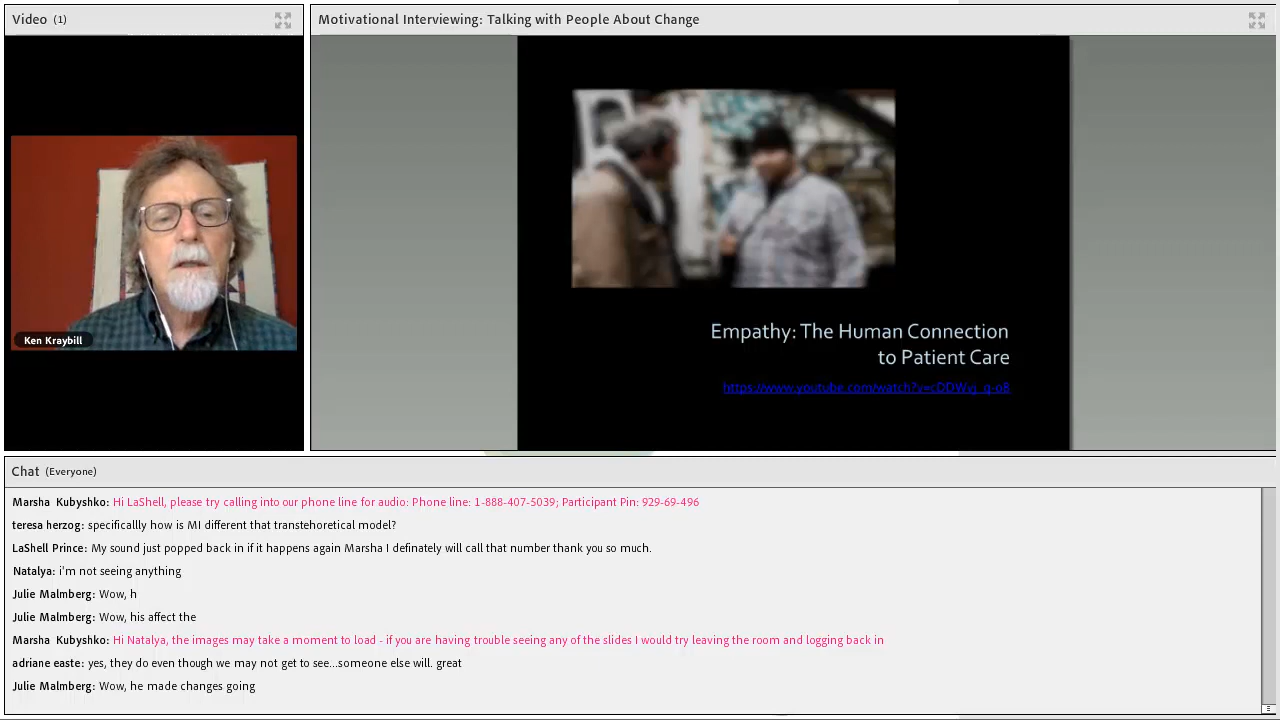 Video (1)
Motivational Interviewing: Talking with People About Change
Ken Kraybill
Empathy: The Human Connection
to Patient Care
https://www.youtube.com/watch?v=cDDWvj_q-o8
Chat (Everyone)
Marsha Kubyshko: Hi LaShell, please try calling into our phone line for audio: Phone line: 1-888-407-5039; Participant Pin: 929-69-496
teresa herzog: specificallly how is MI different that transtehoretical model?
LaShell Prince: My sound just popped back in if it happens again Marsha I definately will call that number thank you so much.
Natalya: i'm not seeing anything
Julie Malmberg: Wow, h
Julie Malmberg: Wow, his affect the
Marsha Kubyshko: Hi Natalya, the images may take a moment to load - if you are having trouble seeing any of the slides I would try leaving the room and logging back in
adriane easte: yes, they do even though we may not get to see...someone else will. great
Julie Malmberg: Wow, he made changes going